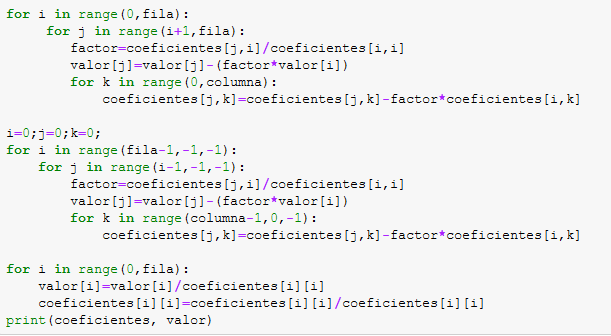 for i in range(0,fila):
     for j in range(i+1,fila):
        factor=coeficientes[j,i]/coeficientes[i,i]
        valor[j]=valor[j]-(factor*valor[i])
        for k in range(0,columna):
            coeficientes[j,k]=coeficientes[j,k]-factor*coeficientes[i,k]

i=0;j=0;k=0;
for i in range(fila-1,-1,-1):
    for j in range(i-1,-1,-1):
        factor=coeficientes[j,i]/coeficientes[i,i]
        valor[j]=valor[j]-(factor*valor[i])
        for k in range(columna-1,0,-1):
            coeficientes[j,k]=coeficientes[j,k]-factor*coeficientes[i,k]

for i in range(0,fila):
    valor[i]=valor[i]/coeficientes[i][i]
    coeficientes[i][i]=coeficientes[i][i]/coeficientes[i][i]
print(coeficientes, valor)